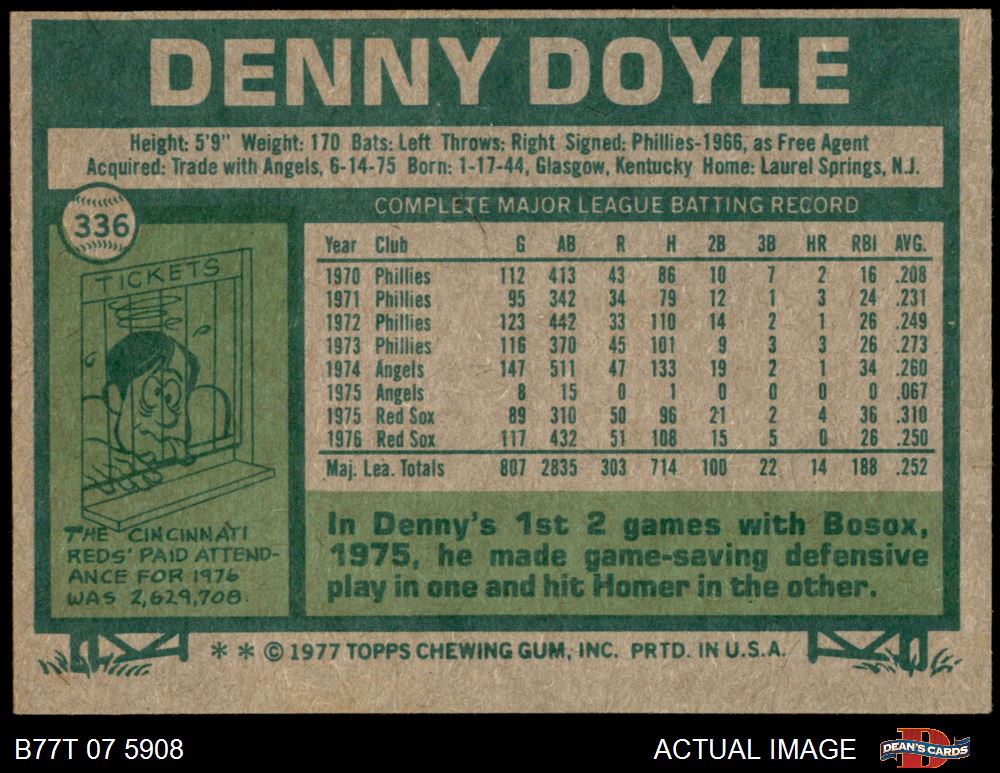 DENNY DOYLE
Height: 5'9" Weight: 170 Bats: Left Throws: Right Signed: Phillies-1966, as Free Agent
Acquired: Trade with Angels, 6-14-75 Born: 1-17-44, Glasgow, Kentucky Home: Laurel Springs, N.J.
336
COMPLETE MAJOR LEAGUE BATTING RECORD
Year Club G AB R H 2B 3B HR RBI AVG.
1970 Phillies 112 413 43 86 10 7 2 16 .208
1971 Phillies 95 342 34 79 12 1 3 24 .231
1972 Phillies 123 442 33 110 14 2 1 26 .249
1973 Phillies 116 370 45 101 9 3 3 26 .273
1974 Angels 147 511 47 133 19 2 1 34 .260
1975 Angels 8 15 0 1 0 0 0 0 .067
1975 Red Sox 89 310 50 96 21 2 4 36 .310
1976 Red Sox 117 432 51 108 15 5 0 26 .250
Maj. Lea. Totals 807 2835 303 714 100 22 14 188 .252
TICKETS
THE CINCINNATI
REDS' PAID ATTEND-
ANCE FOR 1976
WAS 2,629,708.
In Denny's 1st 2 games with Bosox,
1975, he made game-saving defensive
play in one and hit Homer in the other.
* * © 1977 TOPPS CHEWING GUM, INC. PRTD. IN U.S.A.
B77T 07 5908
ACTUAL IMAGE
DEAN'S CARDS